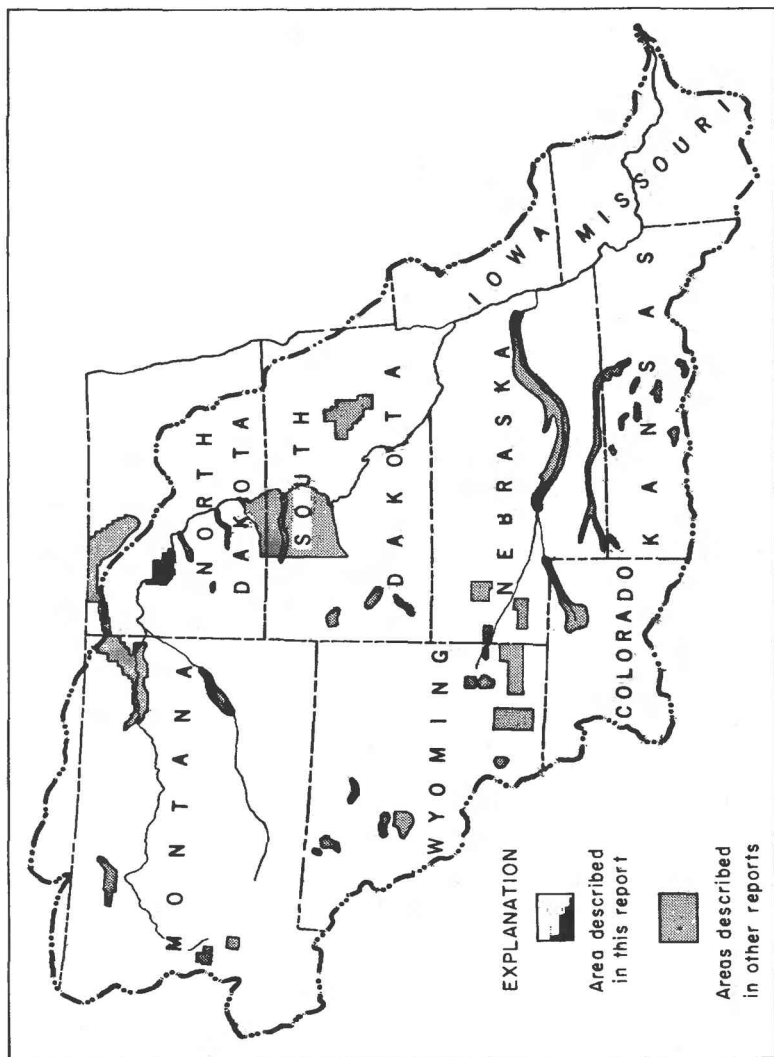 MONTANA
NORTH
DAKOTA
SOUTH
DAKOTA
WYOMING
NEBRASKA
IOWA
MISSOURI
COLORADO
KANSAS
EXPLANATION
Area described
in this report
Areas described
in other reports